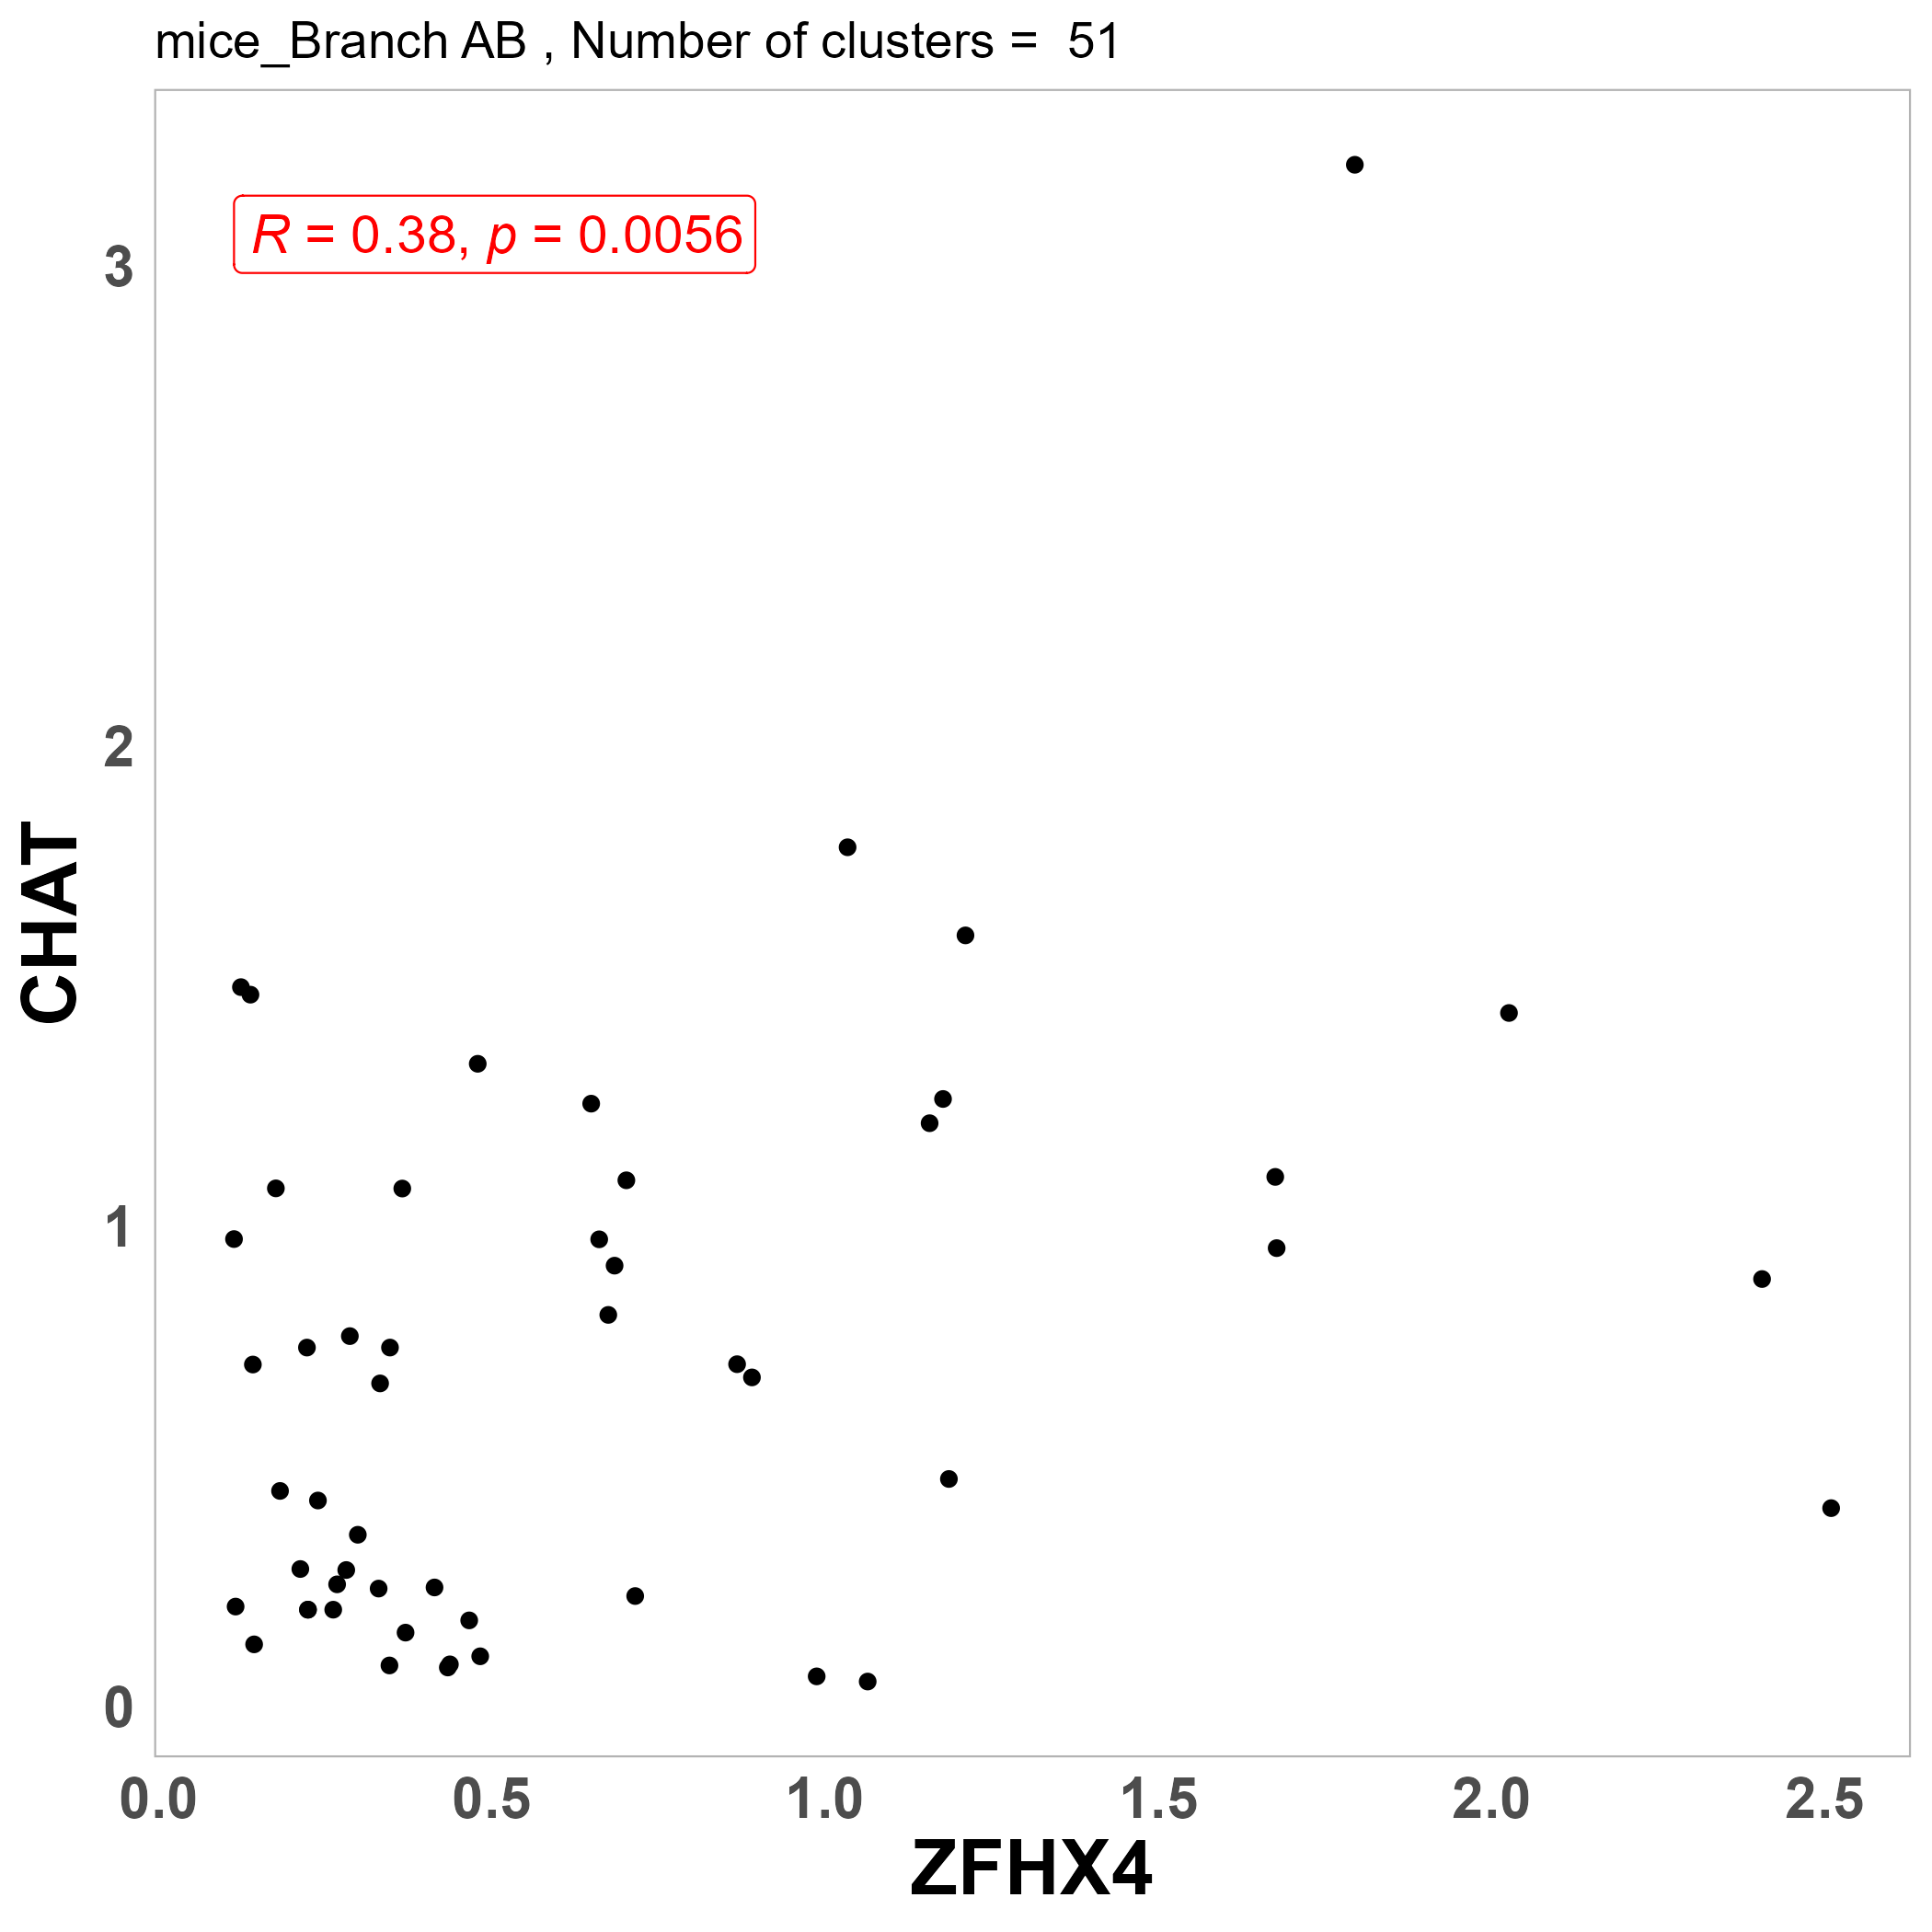 mice_Branch AB , Number of clusters =  51
R = 0.38, p = 0.0056
3
2
1
0
CHAT
0.0 0.5 1.0 1.5 2.0 2.5
ZFHX4